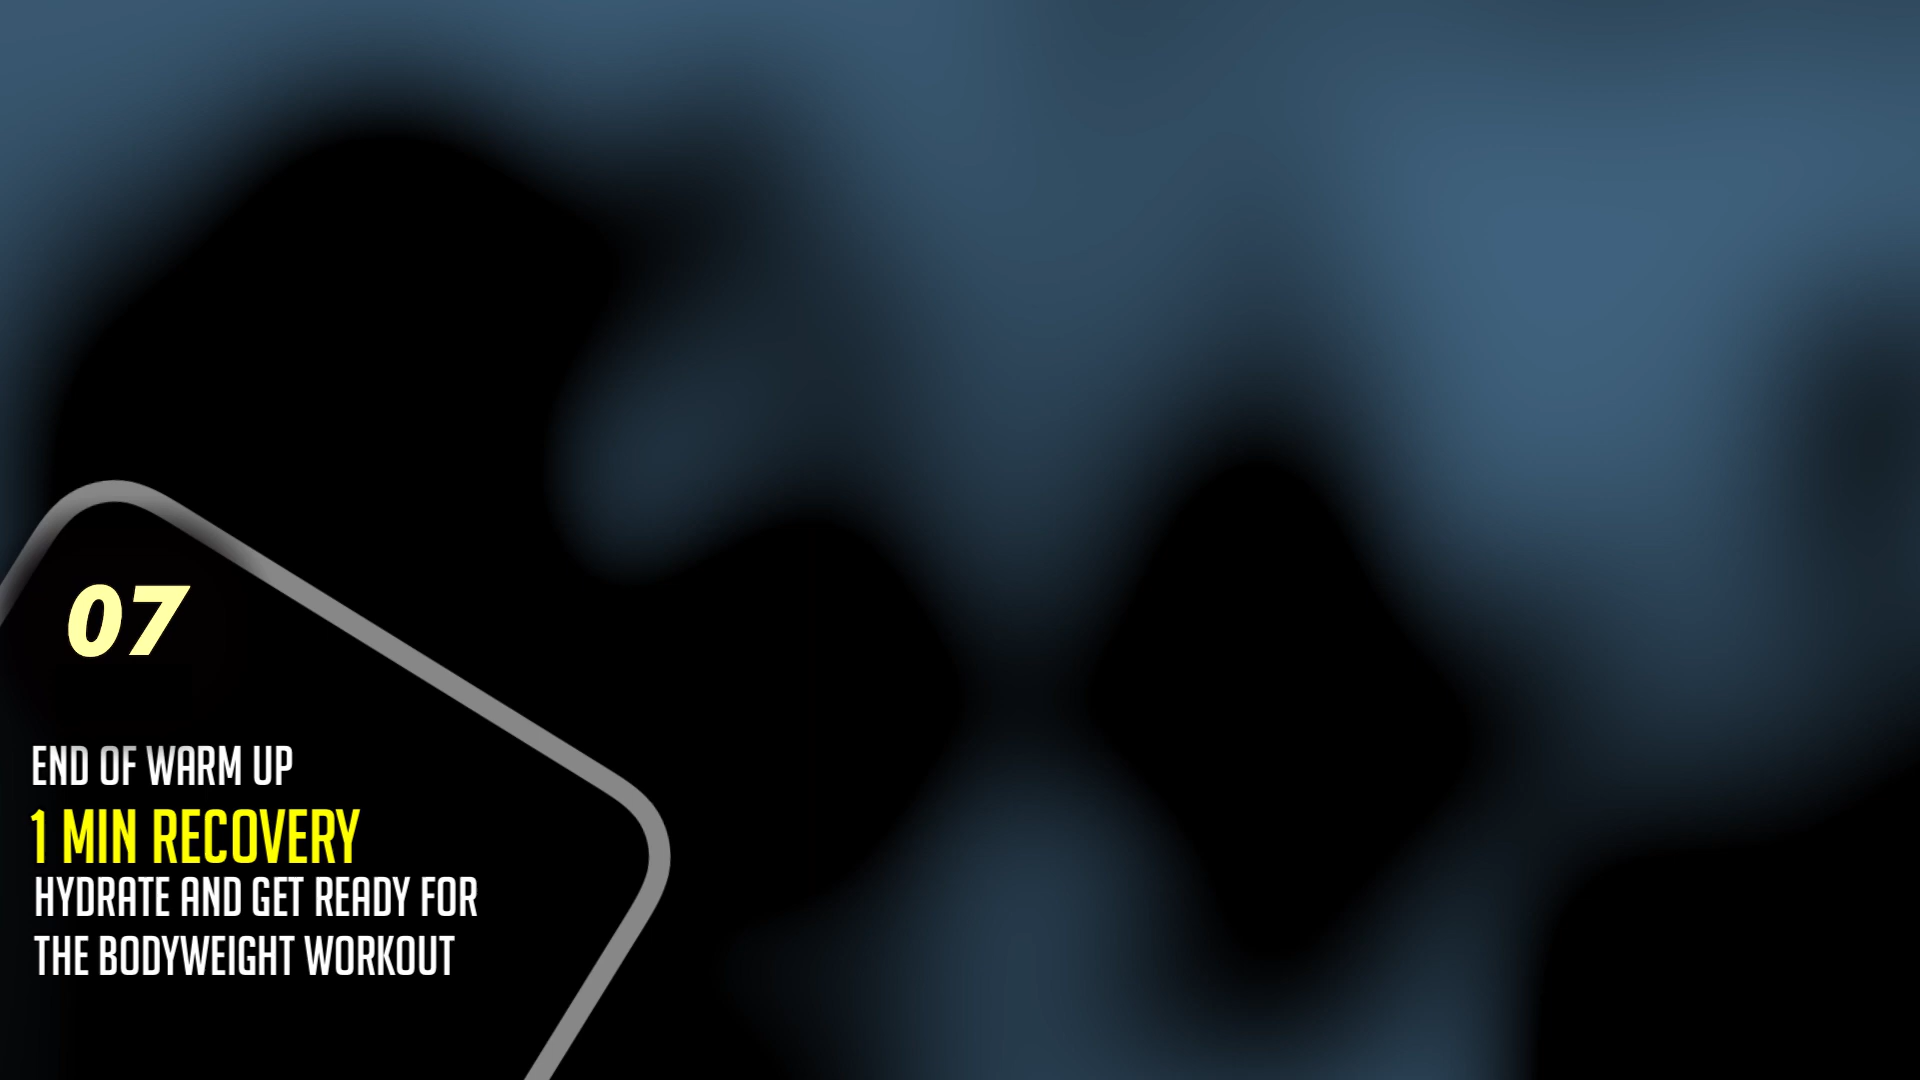 07
END OF WARM UP
1 MIN RECOVERY
HYDRATE AND GET READY FOR
THE BODYWEIGHT WORKOUT